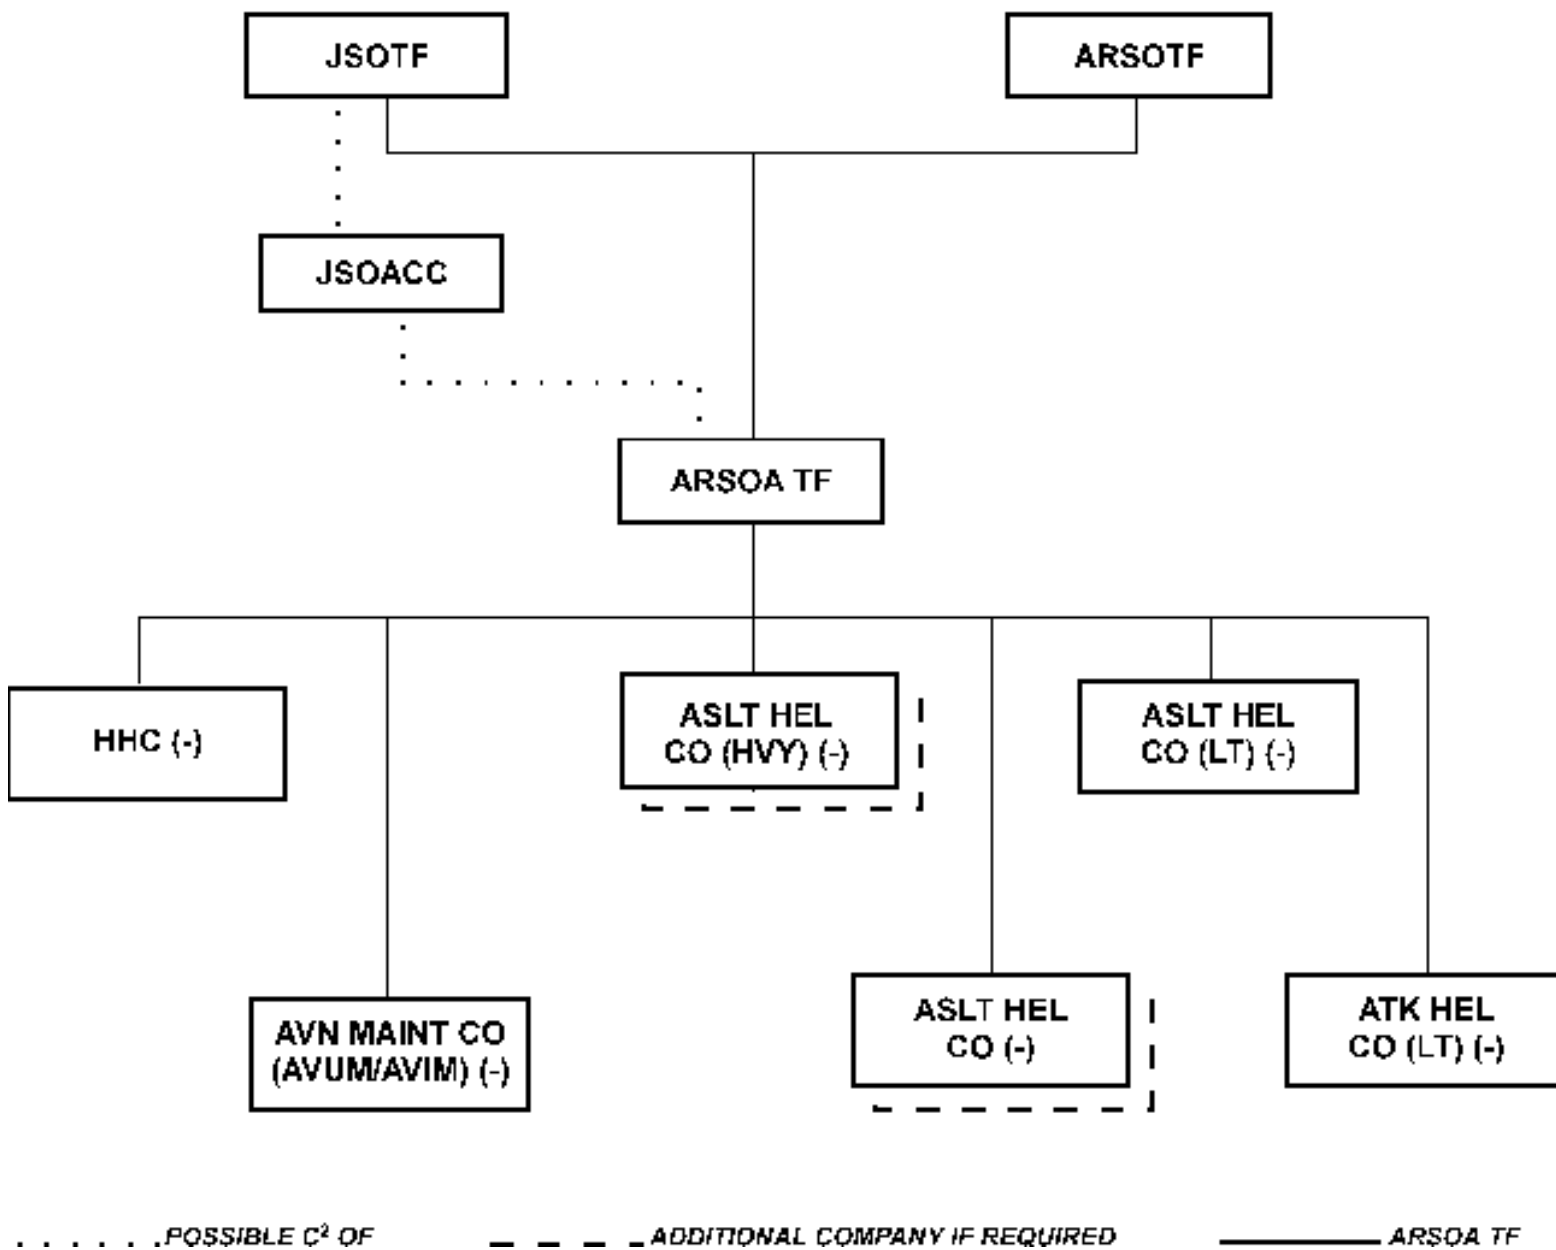 JSOTF
ARSOTF
JSOACC
ARSOA TF
HHC (-)
ASLT HEL
CO (HVY) (-)
ASLT HEL
CO (LT) (-)
AVN MAINT CO
(AVUM/AVIM) (-)
ASLT HEL
CO (-)
ATK HEL
CO (LT) (-)
POSSIBLE C² OF
ADDITIONAL COMPANY IF REQUIRED
ARSOA TF